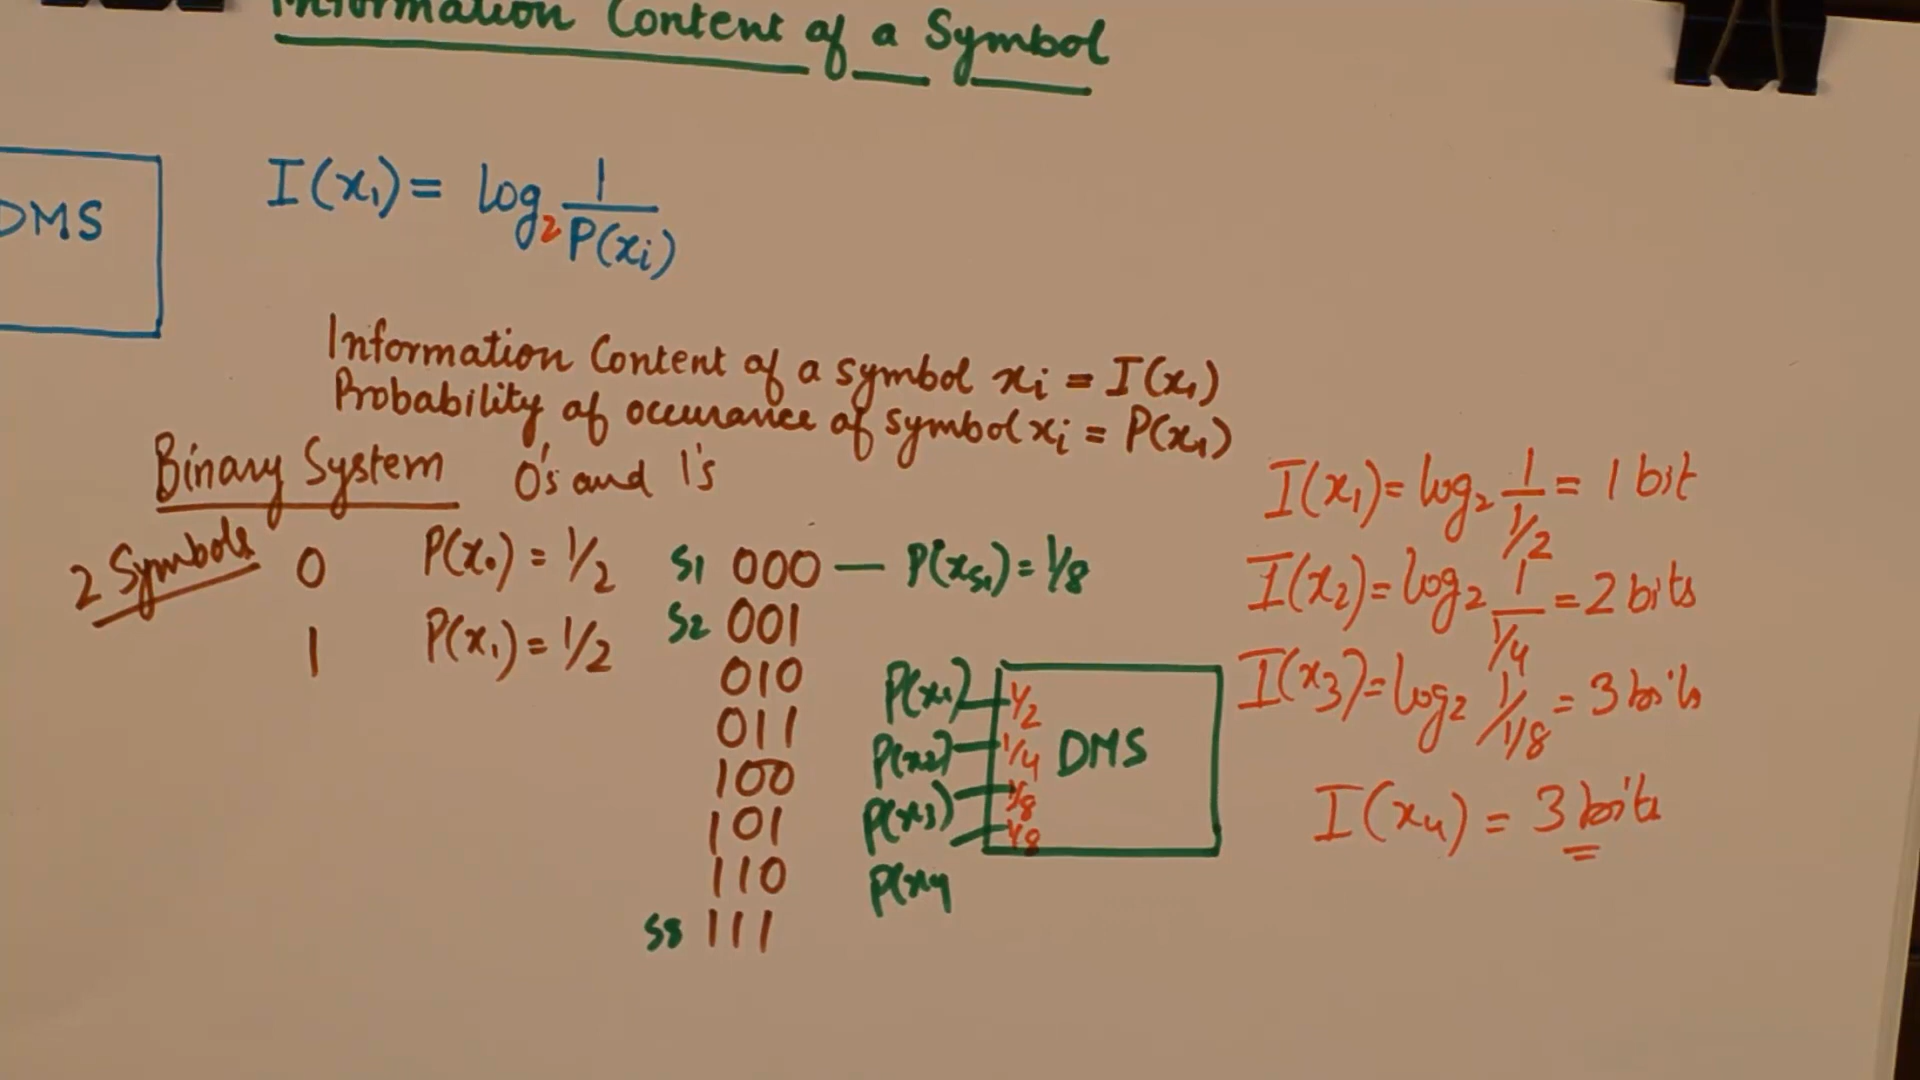 Information Content of a Symbol
DMS
I(x₁) = log₂ 1/P(xi)
Information Content of a symbol xi = I(x₁)
Probability of occurance of symbol xi = P(x₁)
Binary System 0's and 1's
2 Symbols
0 P(x₀) = 1/2
1 P(x₁) = 1/2
S1 000 — P(xs₁) = 1/8
S2 001
010
011
100
101
110
S8 111
P(x₁) 1/2
P(x2) 1/4
P(x3) 1/8
P(x4 1/8
DMS
I(x₁) = log₂ 1/1/2 = 1 bit
I(x2) = log2 1/1/4 = 2 bits
I(x3) = log2 1/1/8 = 3 bits
I(x4) = 3 bits